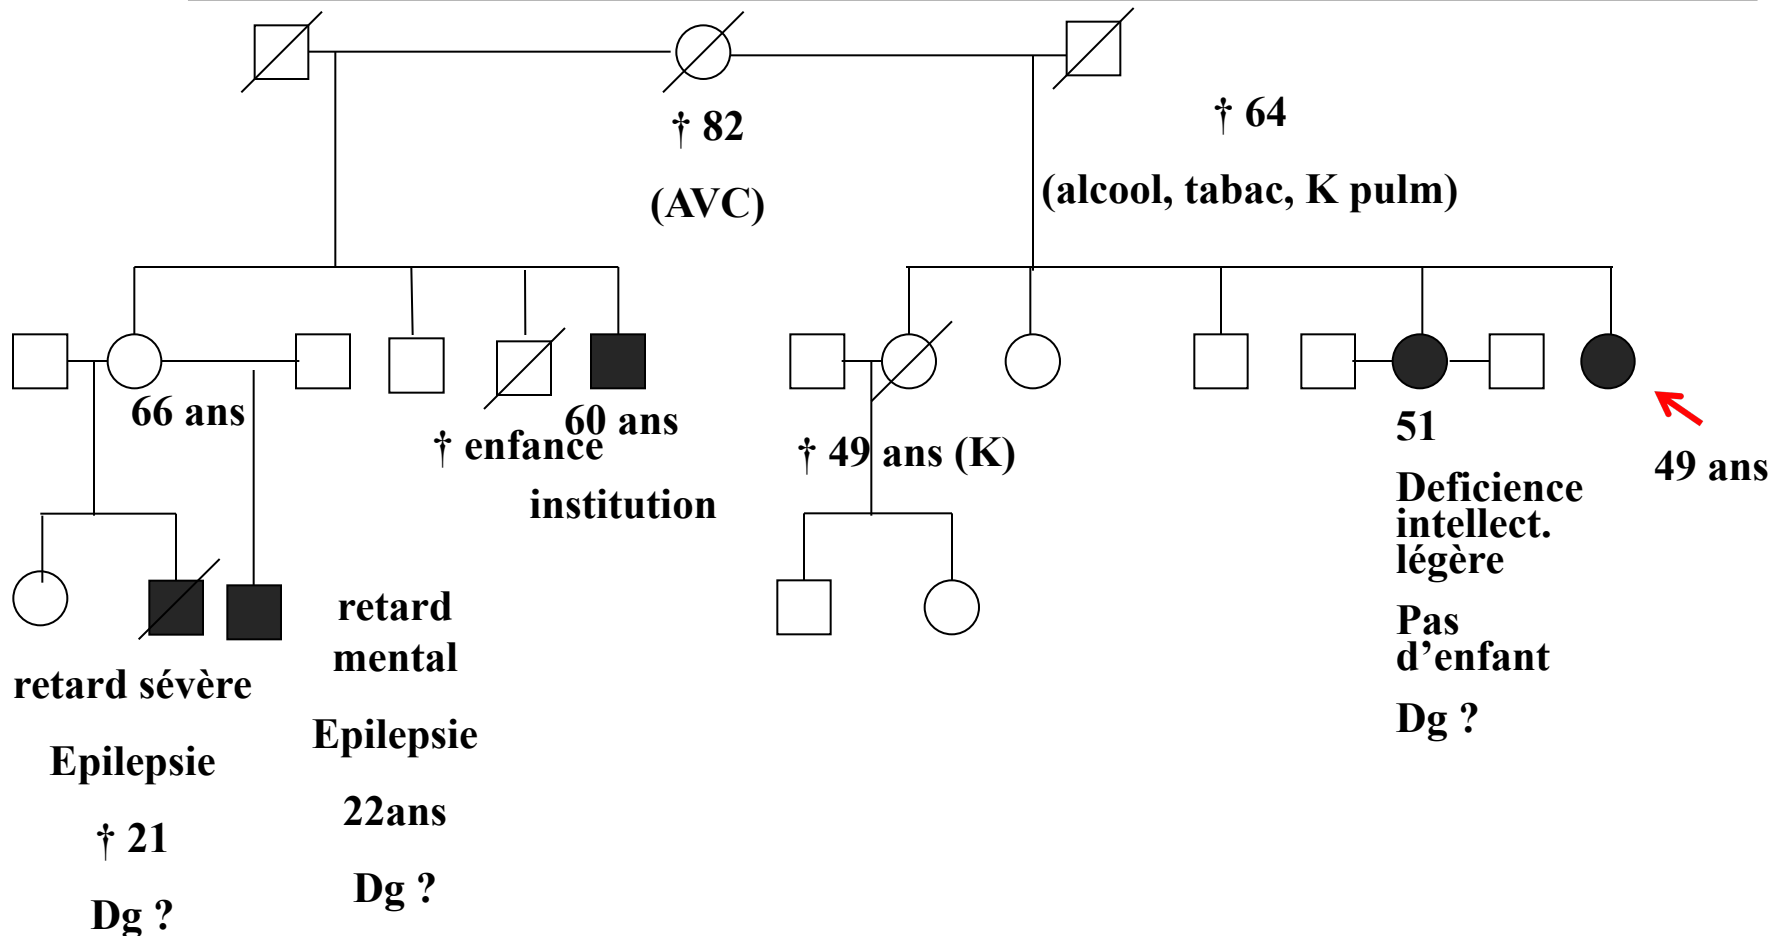 † 82
(AVC)
† 64
(alcool, tabac, K pulm)
66 ans
† enfance
60 ans
institution
† 49 ans (K)
51
Deficience
intellect.
légère
Pas
d’enfant
Dg ?
49 ans
retard sévère
Epilepsie
† 21
Dg ?
retard
mental
Epilepsie
22ans
Dg ?